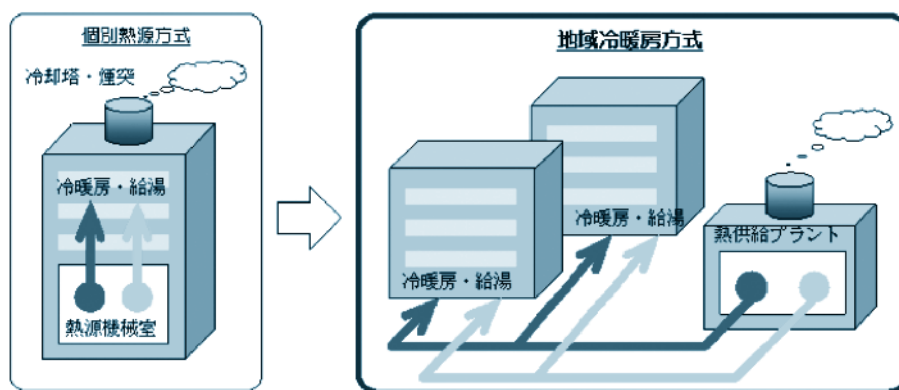 個別熱源方式
冷却塔・煙突
冷暖房・給湯
熱源機械室
地域冷暖房方式
冷暖房・給湯
冷暖房・給湯
熱供給プラント